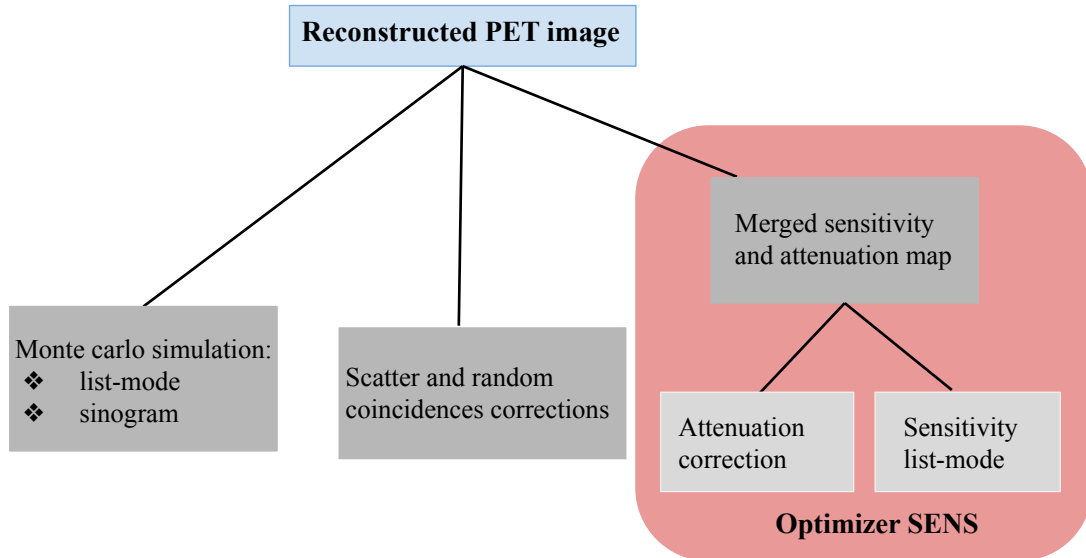 Reconstructed PET image
Merged sensitivity
and attenuation map
Monte carlo simulation:
❖ list-mode
❖ sinogram
Scatter and random
coincidences corrections
Attenuation
correction
Sensitivity
list-mode
Optimizer SENS